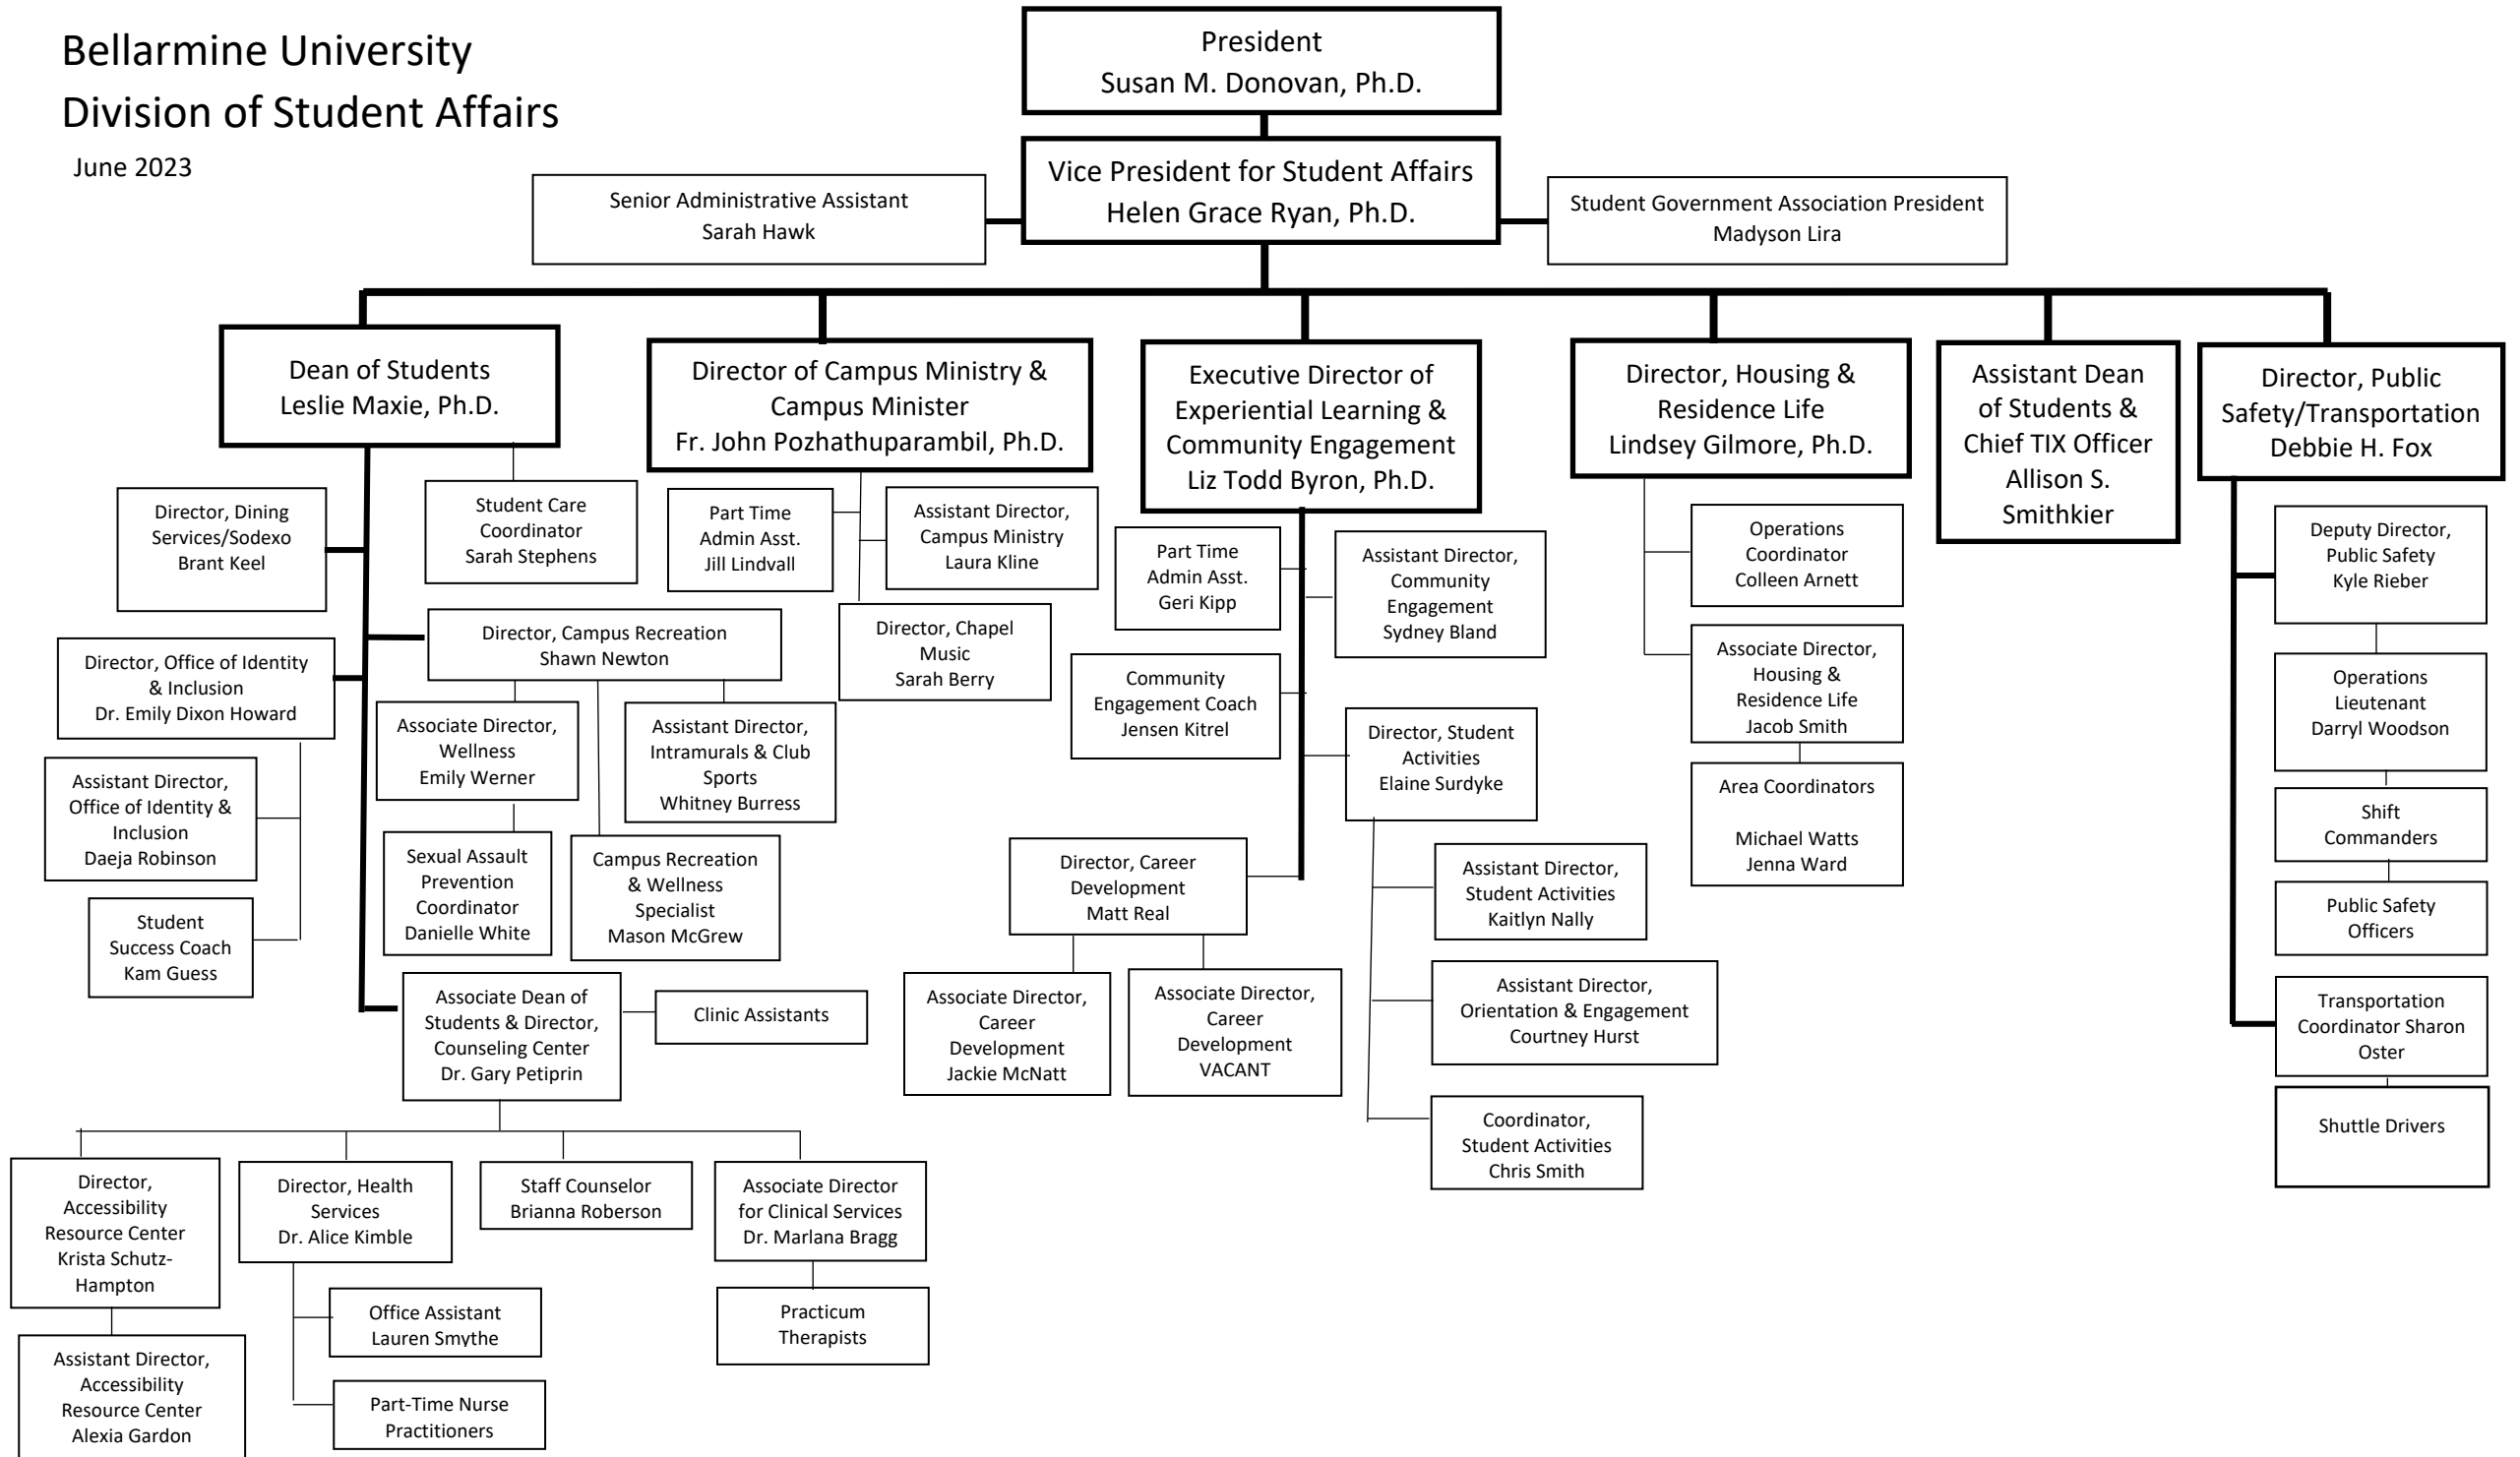 Bellarmine University
Division of Student Affairs
June 2023
President
Susan M. Donovan, Ph.D.
Vice President for Student Affairs
Helen Grace Ryan, Ph.D.
Senior Administrative Assistant
Sarah Hawk
Student Government Association President
Madyson Lira
Dean of Students
Leslie Maxie, Ph.D.
Director of Campus Ministry &
Campus Minister
Fr. John Pozhathuparambil, Ph.D.
Executive Director of
Experiential Learning &
Community Engagement
Liz Todd Byron, Ph.D.
Director, Housing &
Residence Life
Lindsey Gilmore, Ph.D.
Assistant Dean
of Students &
Chief TIX Officer
Allison S.
Smithkier
Director, Public
Safety/Transportation
Debbie H. Fox
Director, Dining
Services/Sodexo
Brant Keel
Student Care
Coordinator
Sarah Stephens
Director, Office of Identity
& Inclusion
Dr. Emily Dixon Howard
Assistant Director,
Office of Identity &
Inclusion
Daeja Robinson
Student
Success Coach
Kam Guess
Director, Campus Recreation
Shawn Newton
Associate Director,
Wellness
Emily Werner
Assistant Director,
Intramurals & Club
Sports
Whitney Burress
Sexual Assault
Prevention
Coordinator
Danielle White
Campus Recreation
& Wellness
Specialist
Mason McGrew
Associate Dean of
Students & Director,
Counseling Center
Dr. Gary Petiprin
Clinic Assistants
Director,
Accessibility
Resource Center
Krista Schutz-
Hampton
Assistant Director,
Accessibility
Resource Center
Alexia Gardon
Director, Health
Services
Dr. Alice Kimble
Office Assistant
Lauren Smythe
Part-Time Nurse
Practitioners
Staff Counselor
Brianna Roberson
Associate Director
for Clinical Services
Dr. Marlana Bragg
Practicum
Therapists
Part Time
Admin Asst.
Jill Lindvall
Assistant Director,
Campus Ministry
Laura Kline
Director, Chapel
Music
Sarah Berry
Part Time
Admin Asst.
Geri Kipp
Assistant Director,
Community
Engagement
Sydney Bland
Community
Engagement Coach
Jensen Kitrel
Director, Student
Activities
Elaine Surdyke
Director, Career
Development
Matt Real
Associate Director,
Career
Development
Jackie McNatt
Associate Director,
Career
Development
VACANT
Assistant Director,
Student Activities
Kaitlyn Nally
Assistant Director,
Orientation & Engagement
Courtney Hurst
Coordinator,
Student Activities
Chris Smith
Operations
Coordinator
Colleen Arnett
Associate Director,
Housing &
Residence Life
Jacob Smith
Area Coordinators
Michael Watts
Jenna Ward
Deputy Director,
Public Safety
Kyle Rieber
Operations
Lieutenant
Darryl Woodson
Shift
Commanders
Public Safety
Officers
Transportation
Coordinator Sharon
Oster
Shuttle Drivers